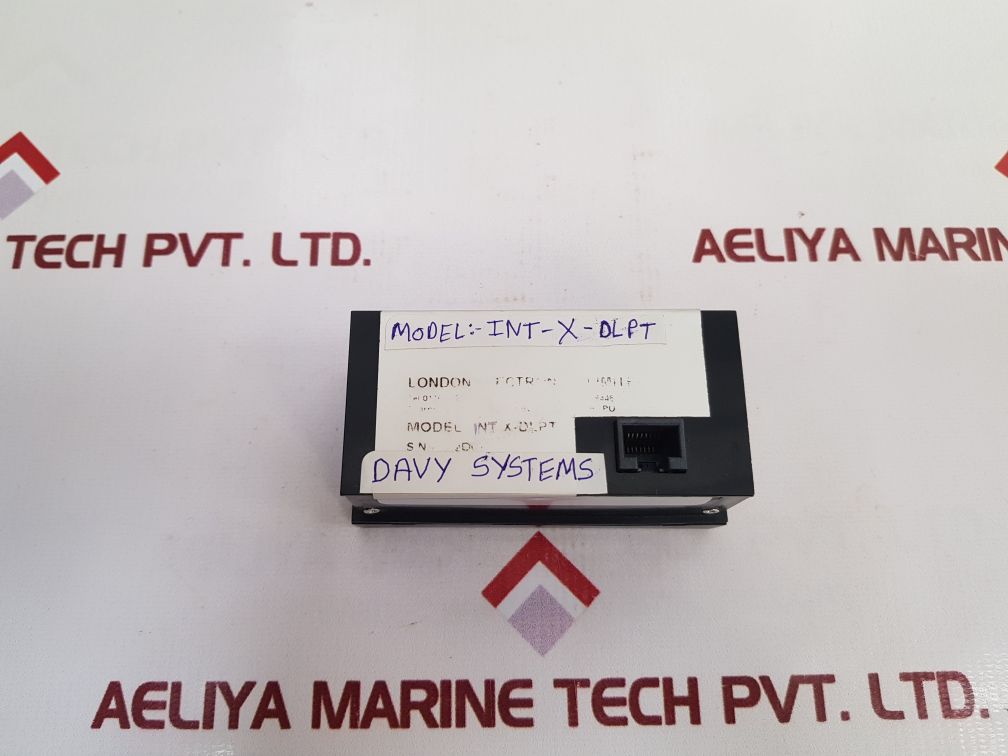 TECH PVT. LTD.
AELIYA MARIN
MODEL:- INT-X-DLPT
LONDON
MODEL INT X-DLPT
DAVY SYSTEMS
AELIYA MARINE TECH PVT. LTD.